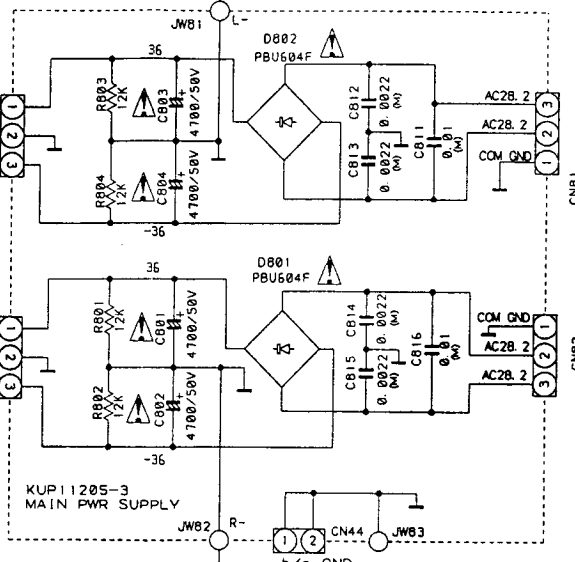 JW81
L-
D802
PBU604F
36
R803
12K
C803
4700/50V
C812
0.0022
(M)
C811
0.01
(M)
AC28.2
AC28.2
COM GND
3
2
1
CN81
1
2
3
R804
12K
C804
4700/50V
C813
0.0022
(M)
-36
D801
PBU604F
36
R801
12K
C801
4700/50V
C814
0.0022
(M)
C816
0.01
(M)
COM GND
AC28.2
AC28.2
1
2
3
1
2
3
R802
12K
C802
4700/50V
C815
0.0022
(M)
-36
KUP11205-3
MAIN PWR SUPPLY
JW82
R-
1
2
CN44
JW83